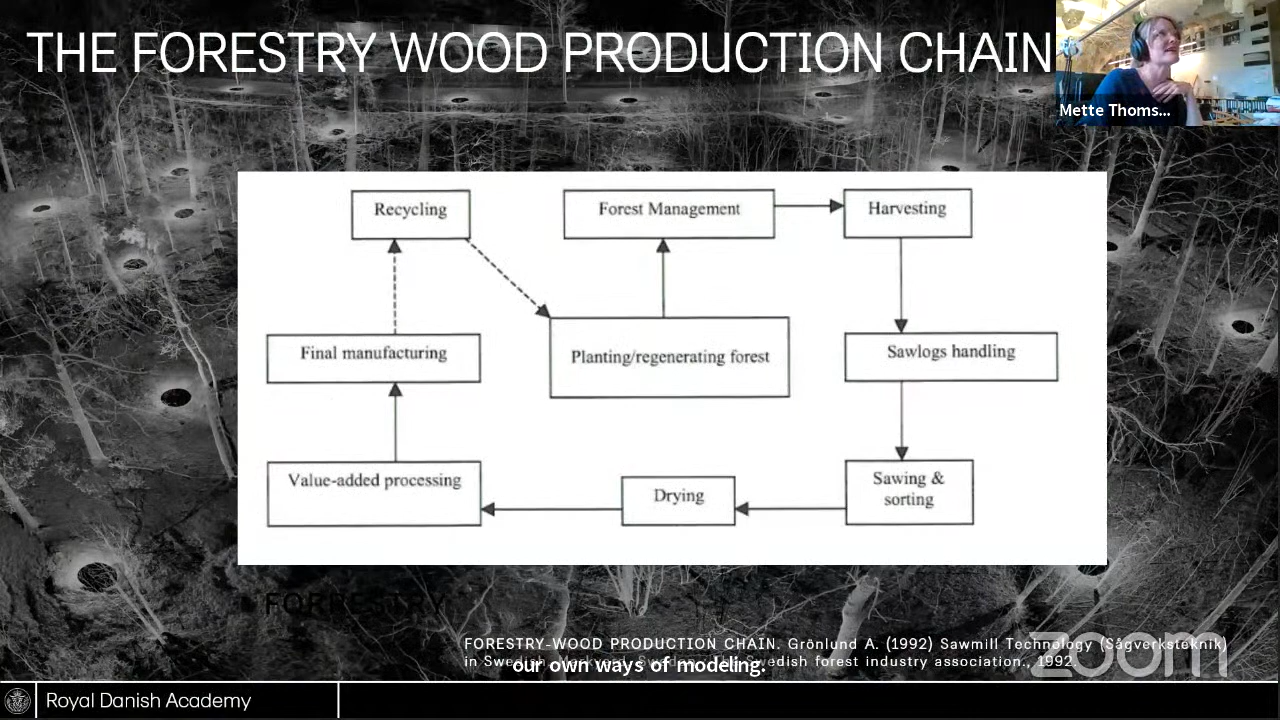 THE FORESTRY WOOD PRODUCTION CHAIN
Mette Thoms...
Recycling
Forest Management
Harvesting
Final manufacturing
Planting/regenerating forest
Sawlogs handling
Value-added processing
Drying
Sawing &
sorting
FORRESTRY
FORESTRY-WOOD PRODUCTION CHAIN. Grönlund A. (1992) Sawmill Technology (Sågverksteknik)
in Swedish forest industry association., 1992.
our own ways of modeling.
zoom
Royal Danish Academy